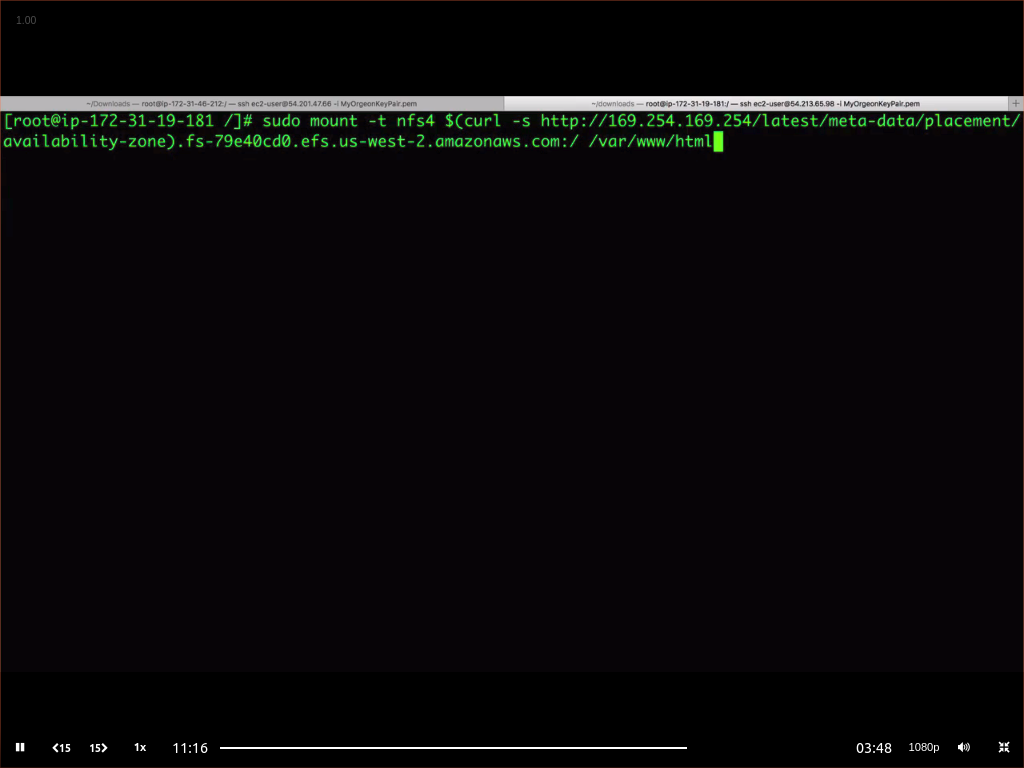 1.00
~/Downloads — root@ip-172-31-46-212:/ — ssh ec2-user@54.201.47.66 -i MyOrgeonKeyPair.pem
~/downloads — root@ip-172-31-19-181:/ — ssh ec2-user@54.213.65.98 -i MyOrgeonKeyPair.pem
+
[root@ip-172-31-19-181 /]# sudo mount -t nfs4 $(curl -s http://169.254.169.254/latest/meta-data/placement/
availability-zone).fs-79e40cd0.efs.us-west-2.amazonaws.com:/ /var/www/html
15 15 1x 11:16 03:48 1080p